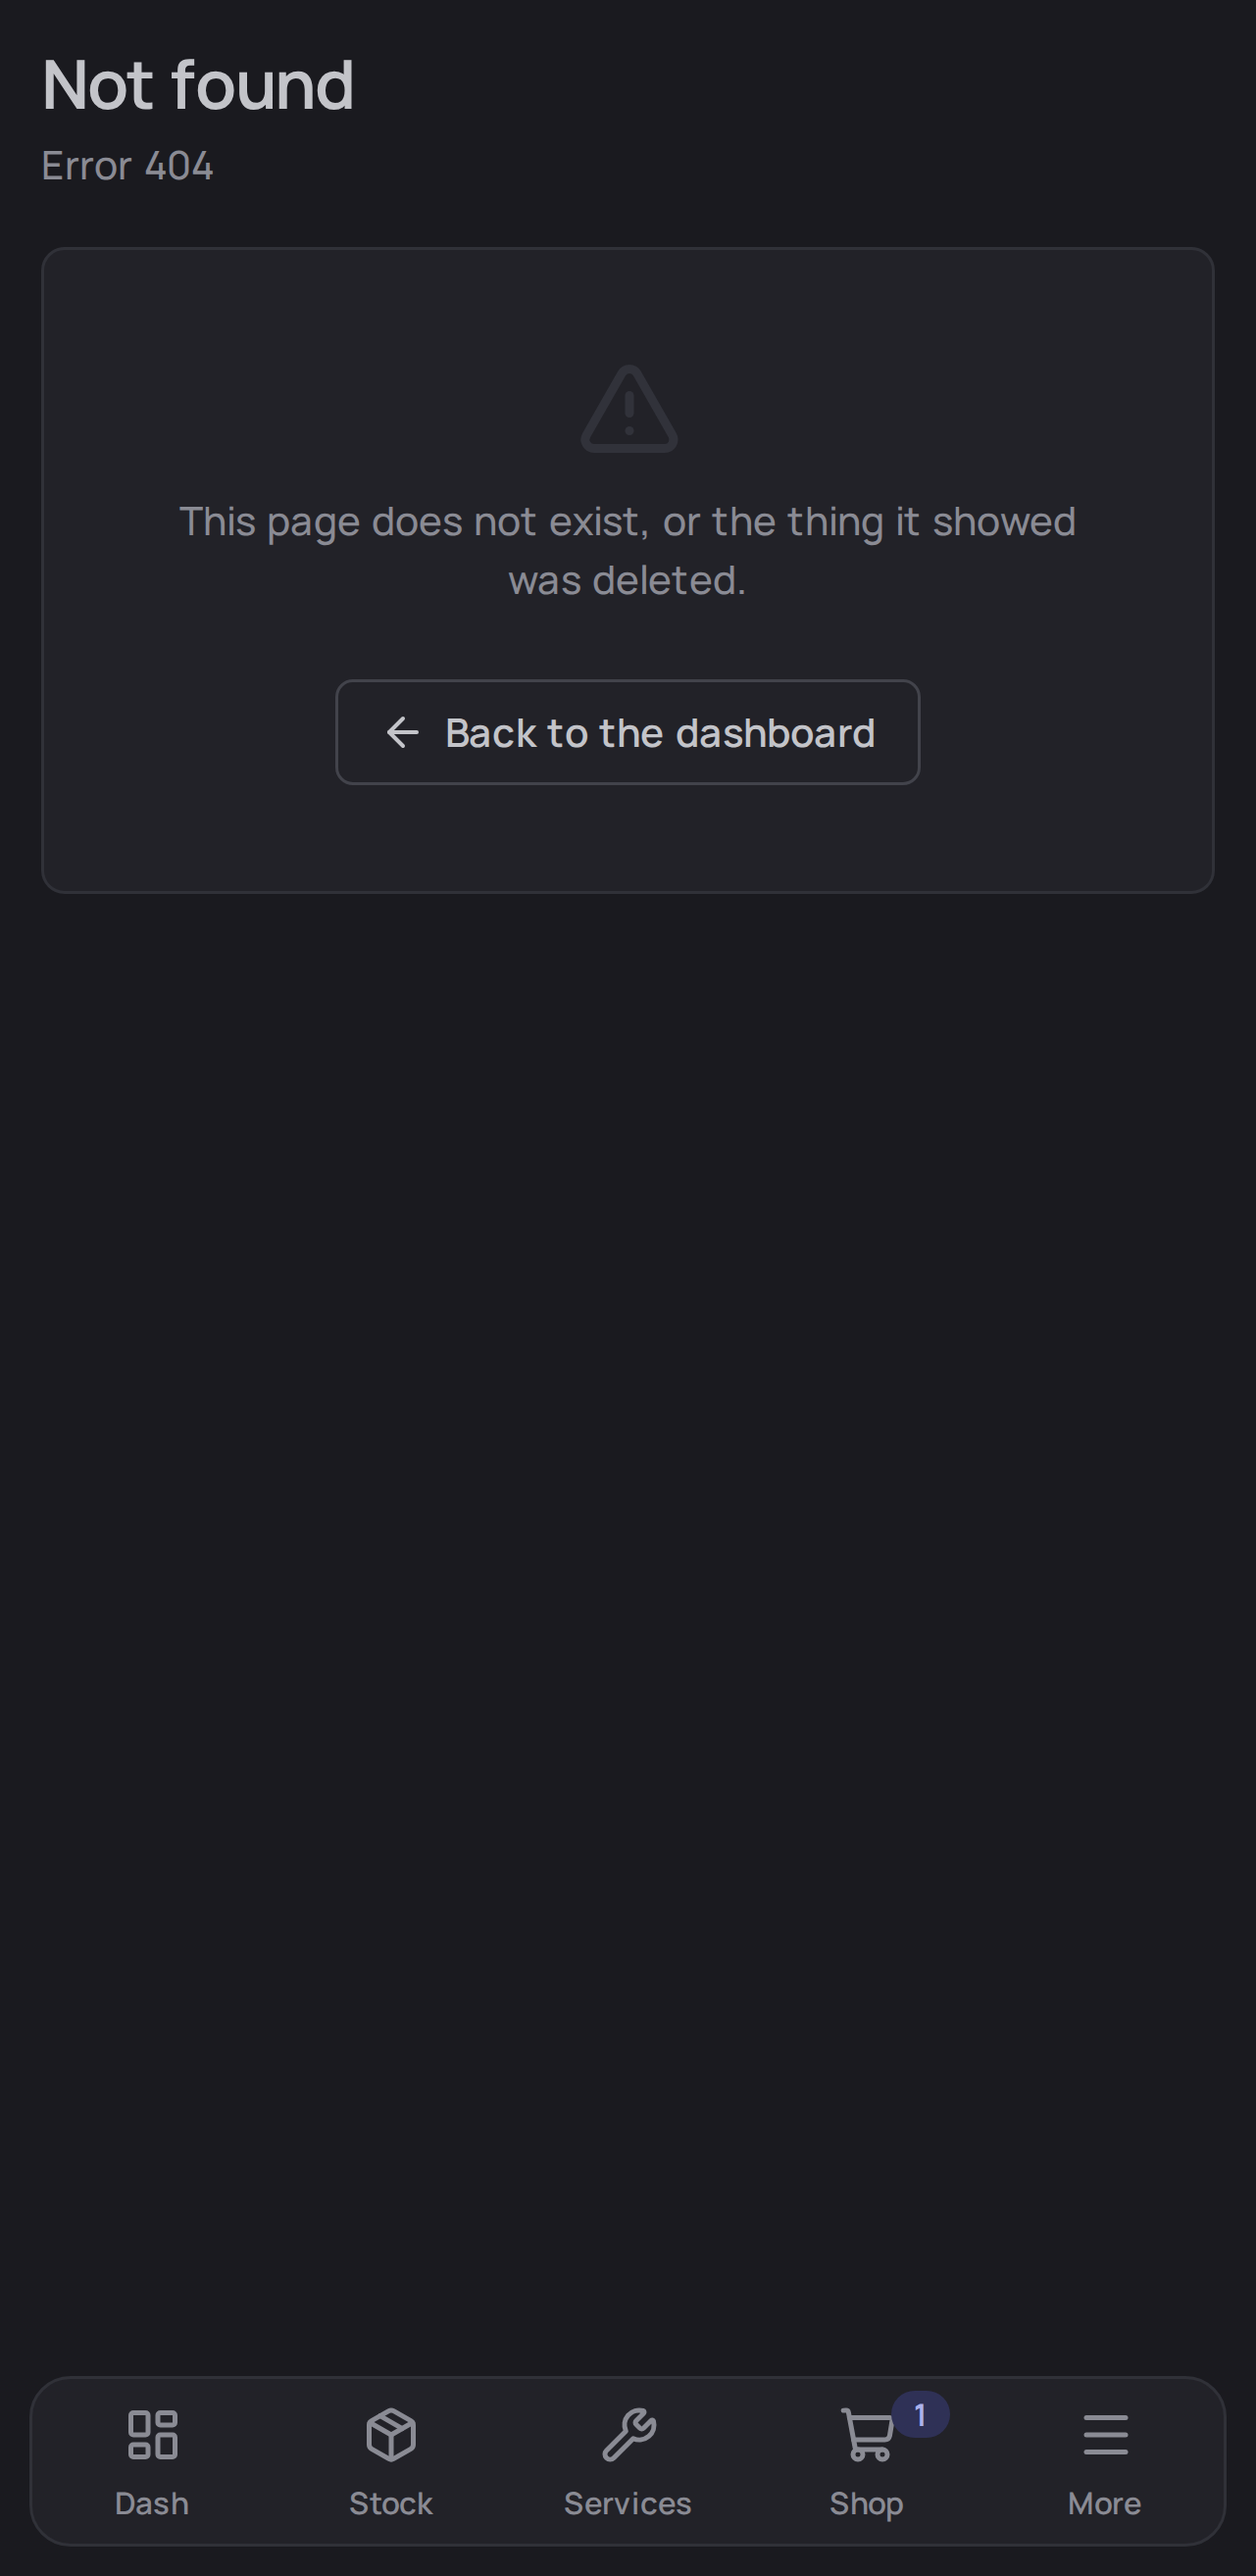 Not found
Error 404
This page does not exist, or the thing it showed
was deleted.
Back to the dashboard
1
Dash
Stock
Services
Shop
More